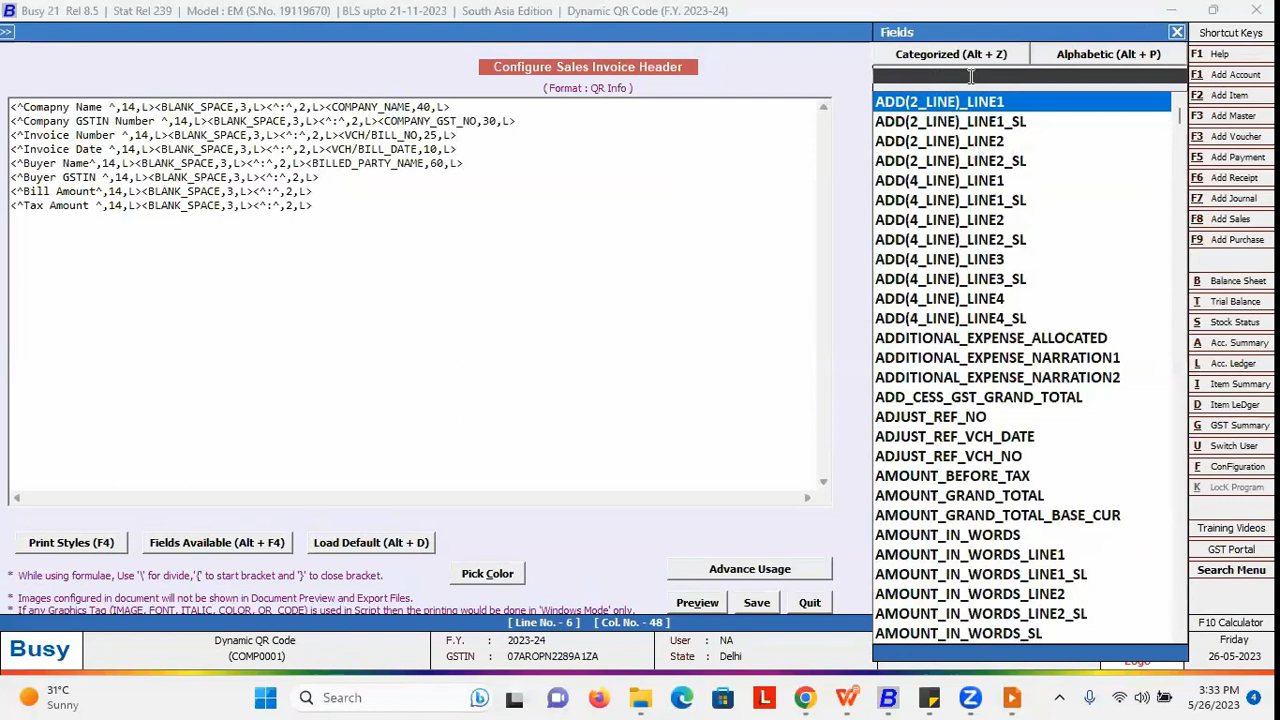 Busy 21 Rel 8.5 | Stat Rel 239 | Model : EM (S.No. 19119670) | BLS upto 21-11-2023 | South Asia Edition | Dynamic QR Code (F.Y. 2023-24)
>>
Configure Sales Invoice Header
( Format : QR Info )
<^Comapny Name ^,14,L><BLANK_SPACE,3,L><^:^,2,L><COMPANY_NAME,40,L>
<^Company GSTIN Number ^,14,L><BLANK_SPACE,3,L><^:^,2,L><COMPANY_GST_NO,30,L>
<^Invoice Number ^,14,L><BLANK_SPACE,3,L><^:^,2,L><VCH/BILL_NO,25,L>
<^Invoice Date ^,14,L><BLANK_SPACE,3,L><^:^,2,L><VCH/BILL_DATE,10,L>
<^Buyer Name^,14,L><BLANK_SPACE,3,L><^:^,2,L><BILLED_PARTY_NAME,60,L>
<^Buyer GSTIN ^,14,L><BLANK_SPACE,3,L><^:^,2,L>
<^Bill Amount^,14,L><BLANK_SPACE,3,L><^:^,2,L>
<^Tax Amount ^,14,L><BLANK_SPACE,3,L><^:^,2,L>
Print Styles (F4)
Fields Available (Alt + F4)
Load Default (Alt + D)
* While using formulae, Use '\' for divide,'{' to start bracket and '}' to close bracket.
Pick Color
Advance Usage
* Images configured in document will not shown in Document Preview and Export Files.
* If any Graphics Tag (IMAGE, FONT, ITALIC, COLOR, QR_CODE) is used in Script then the printing would be done in 'Windows Mode' only.
Preview
Save
Quit
[ Line No. - 6 ] [ Col. No. - 48 ]
Fields
Categorized (Alt + Z)
Alphabetic (Alt + P)
ADD(2_LINE)_LINE1
ADD(2_LINE)_LINE1_SL
ADD(2_LINE)_LINE2
ADD(2_LINE)_LINE2_SL
ADD(4_LINE)_LINE1
ADD(4_LINE)_LINE1_SL
ADD(4_LINE)_LINE2
ADD(4_LINE)_LINE2_SL
ADD(4_LINE)_LINE3
ADD(4_LINE)_LINE3_SL
ADD(4_LINE)_LINE4
ADD(4_LINE)_LINE4_SL
ADDITIONAL_EXPENSE_ALLOCATED
ADDITIONAL_EXPENSE_NARRATION1
ADDITIONAL_EXPENSE_NARRATION2
ADD_CESS_GST_GRAND_TOTAL
ADJUST_REF_NO
ADJUST_REF_VCH_DATE
ADJUST_REF_VCH_NO
AMOUNT_BEFORE_TAX
AMOUNT_GRAND_TOTAL
AMOUNT_GRAND_TOTAL_BASE_CUR
AMOUNT_IN_WORDS
AMOUNT_IN_WORDS_LINE1
AMOUNT_IN_WORDS_LINE1_SL
AMOUNT_IN_WORDS_LINE2
AMOUNT_IN_WORDS_LINE2_SL
AMOUNT_IN_WORDS_SL
Shortcut Keys
F1 Help
F1 Add Account
F2 Add Item
F3 Add Master
F3 Add Voucher
F5 Add Payment
F6 Add Receipt
F7 Add Journal
F8 Add Sales
F9 Add Purchase
B Balance Sheet
T Trial Balance
S Stock Status
A Acc. Summary
L Acc. Ledger
I Item Summary
D Item LeDger
G GST Summary
U Switch User
F ConFiguration
K LocK Program
Training Videos
GST Portal
Search Menu
F10 Calculator
Friday
26-05-2023
Busy
Dynamic QR Code
(COMP0001)
F.Y. : 2023-24
GSTIN : 07AROPN2289A1ZA
User : NA
State : Delhi
Logo
31°C
Sunny
Search
3:33 PM
5/26/2023
4